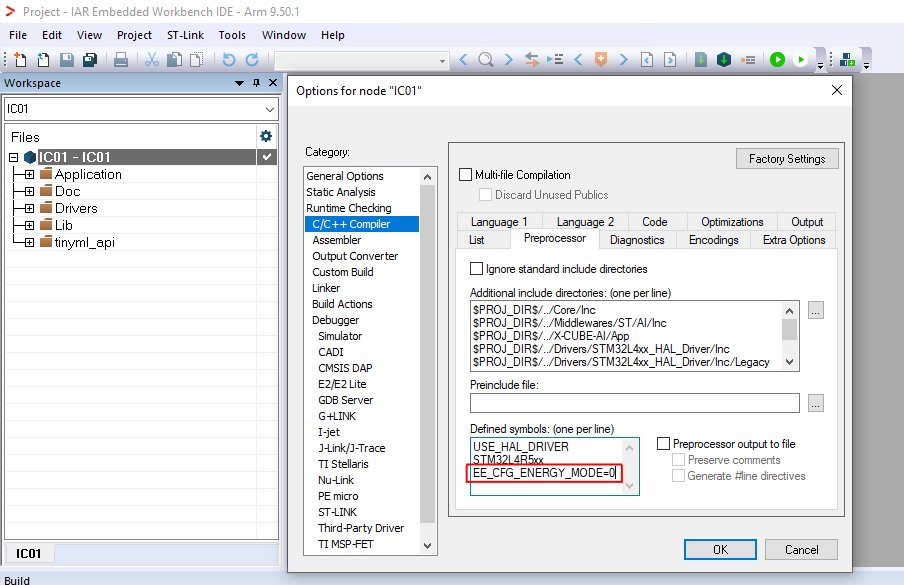 Project - IAR Embedded Workbench IDE - Arm 9.50.1
File Edit View Project ST-Link Tools Window Help
Workspace
IC01
Files
IC01 - IC01
Application
Doc
Drivers
Lib
tinyml_api
IC01
Build
Options for node "IC01"
Category:
General Options
Static Analysis
Runtime Checking
C/C++ Compiler
Assembler
Output Converter
Custom Build
Linker
Build Actions
Debugger
Simulator
CADI
CMSIS DAP
E2/E2 Lite
GDB Server
G+LINK
I-jet
J-Link/J-Trace
TI Stellaris
Nu-Link
PE micro
ST-LINK
Third-Party Driver
TI MSP-FET
Factory Settings
Multi-file Compilation
Discard Unused Publics
Language 1 Language 2 Code Optimizations Output
List Preprocessor Diagnostics Encodings Extra Options
Ignore standard include directories
Additional include directories: (one per line)
$PROJ_DIR$/../Core/Inc
$PROJ_DIR$/../Middlewares/ST/AI/Inc
$PROJ_DIR$/../X-CUBE-AI/App
$PROJ_DIR$/../Drivers/STM32L4xx_HAL_Driver/Inc
$PROJ_DIR$/../Drivers/STM32L4xx_HAL_Driver/Inc/Legacy
...
Preinclude file:
...
Defined symbols: (one per line)
USE_HAL_DRIVER
STM32L4R5xx
EE_CFG_ENERGY_MODE=0
Preprocessor output to file
Preserve comments
Generate #line directives
OK Cancel